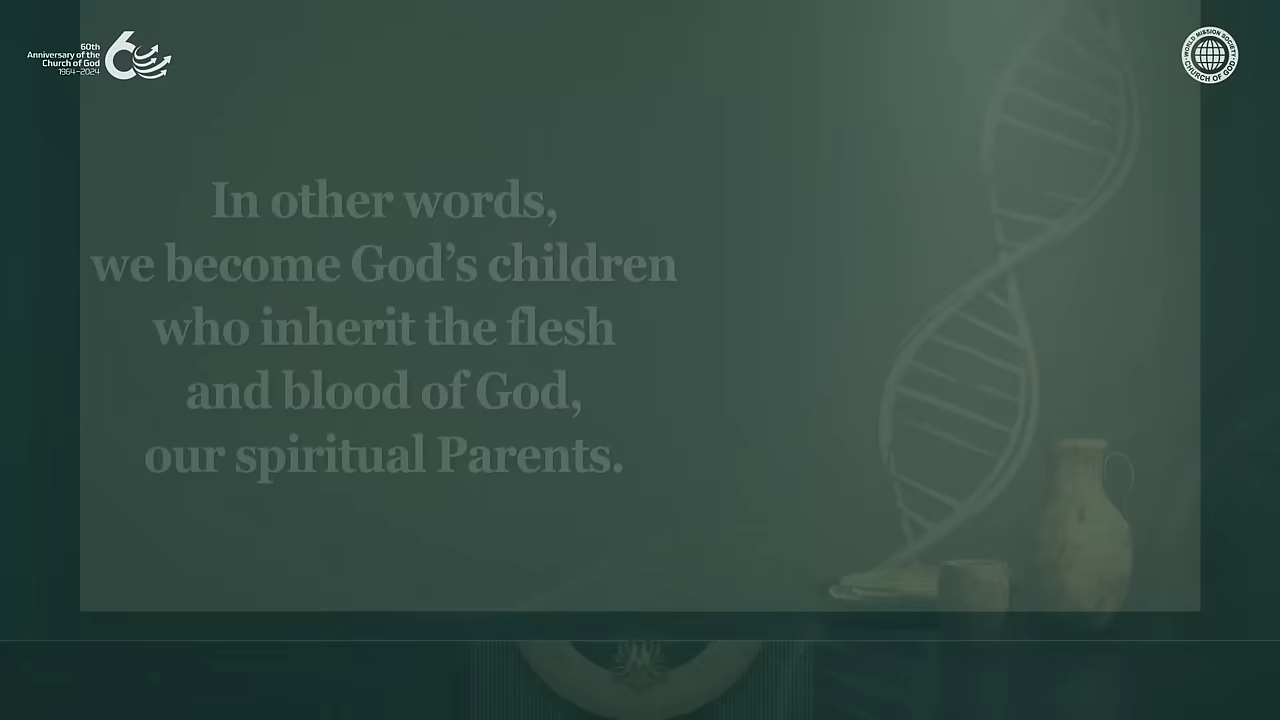 60th
Anniversary of the
Church of God
1964-2024
WORLD MISSION SOCIETY
CHURCH OF GOD
In other words,
we become God's children
who inherit the flesh
and blood of God,
our spiritual Parents.